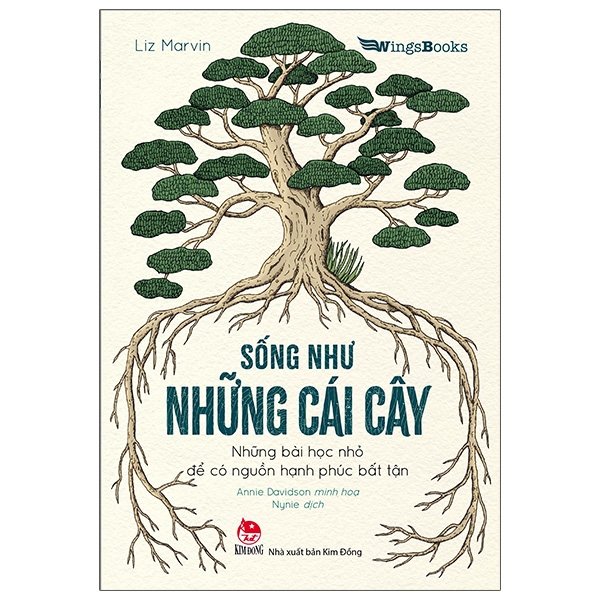 Liz Marvin
WingsBooks
SỐNG NHƯ
NHỮNG CÁI CÂY
Những bài học nhỏ
để có nguồn hạnh phúc bất tận
Annie Davidson minh họa
Nynie dịch
KIM ĐỒNG
Nhà xuất bản Kim Đồng